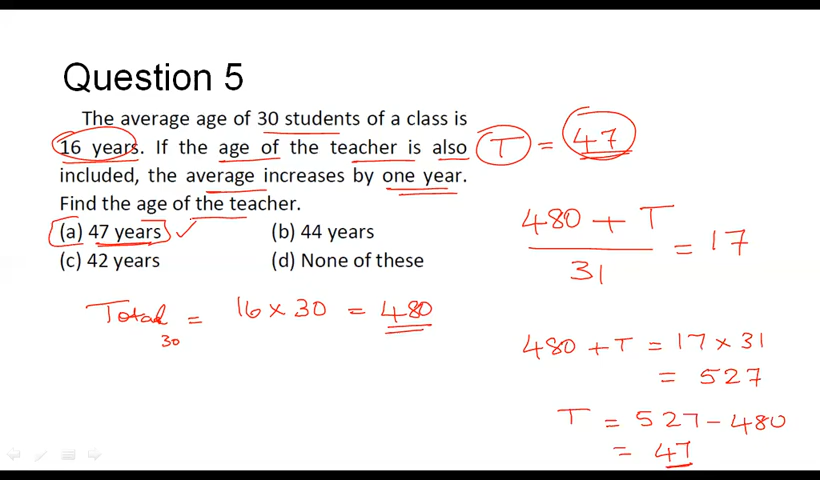 Question 5
The average age of 30 students of a class is
16 years. If the age of the teacher is also
included, the average increases by one year.
Find the age of the teacher.
(a) 47 years ✓ (b) 44 years
(c) 42 years (d) None of these
Total 30 = 16 × 30 = 480
T = 47
480 + T
31
= 17
480 + T = 17 × 31
= 527
T = 527 - 480
= 47